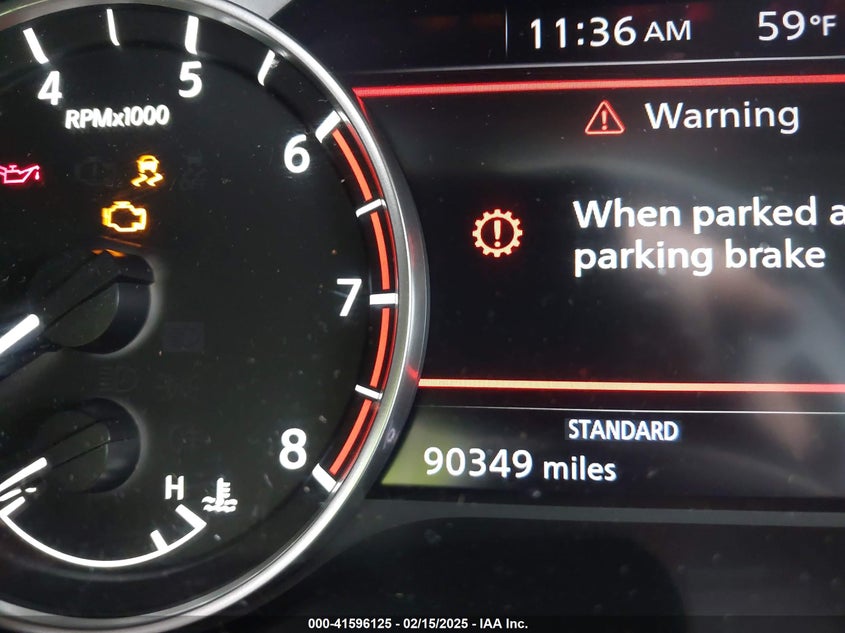 11:36 AM 59°F
4 5
RPMx1000
6
7
8
H
Warning
When parked a
parking brake
STANDARD
90349 miles
000-41596125 - 02/15/2025 - IAA Inc.